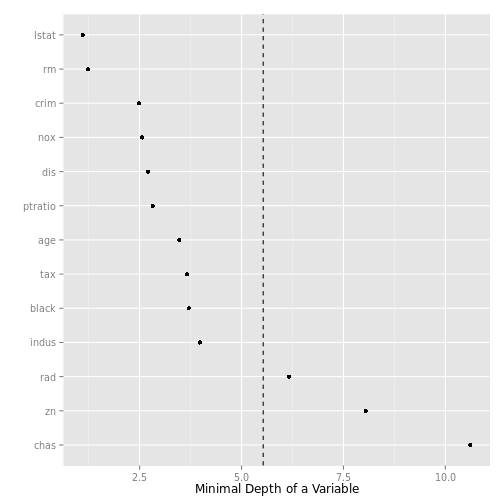 lstat
rm
crim
nox
dis
ptratio
age
tax
black
indus
rad
zn
chas
2.5 5.0 7.5 10.0
Minimal Depth of a Variable